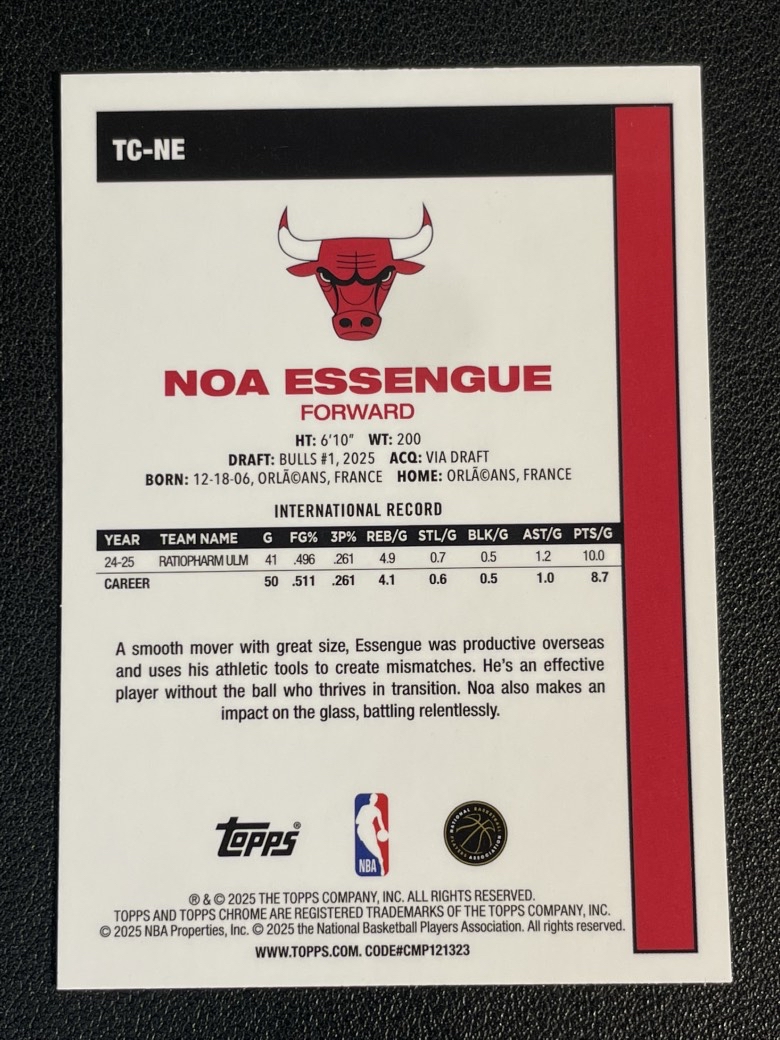 TC-NE
NOA ESSENGUE
FORWARD
HT: 6'10" WT: 200
DRAFT: BULLS #1, 2025 ACQ: VIA DRAFT
BORN: 12-18-06, ORLÃ©ANS, FRANCE HOME: ORLÃ©ANS, FRANCE
INTERNATIONAL RECORD
YEAR TEAM NAME G FG% 3P% REB/G STL/G BLK/G AST/G PTS/G
24-25 RATIOPHARM ULM 41 .496 .261 4.9 0.7 0.5 1.2 10.0
CAREER 50 .511 .261 4.1 0.6 0.5 1.0 8.7
A smooth mover with great size, Essengue was productive overseas
and uses his athletic tools to create mismatches. He's an effective
player without the ball who thrives in transition. Noa also makes an
impact on the glass, battling relentlessly.
Topps®
NBA
NATIONAL BASKETBALL PLAYERS ASSOCIATION
® & © 2025 THE TOPPS COMPANY, INC. ALL RIGHTS RESERVED.
TOPPS AND TOPPS CHROME ARE REGISTERED TRADEMARKS OF THE TOPPS COMPANY, INC.
© 2025 NBA Properties, Inc. © 2025 the National Basketball Players Association. All rights reserved.
WWW.TOPPS.COM. CODE#CMP121323